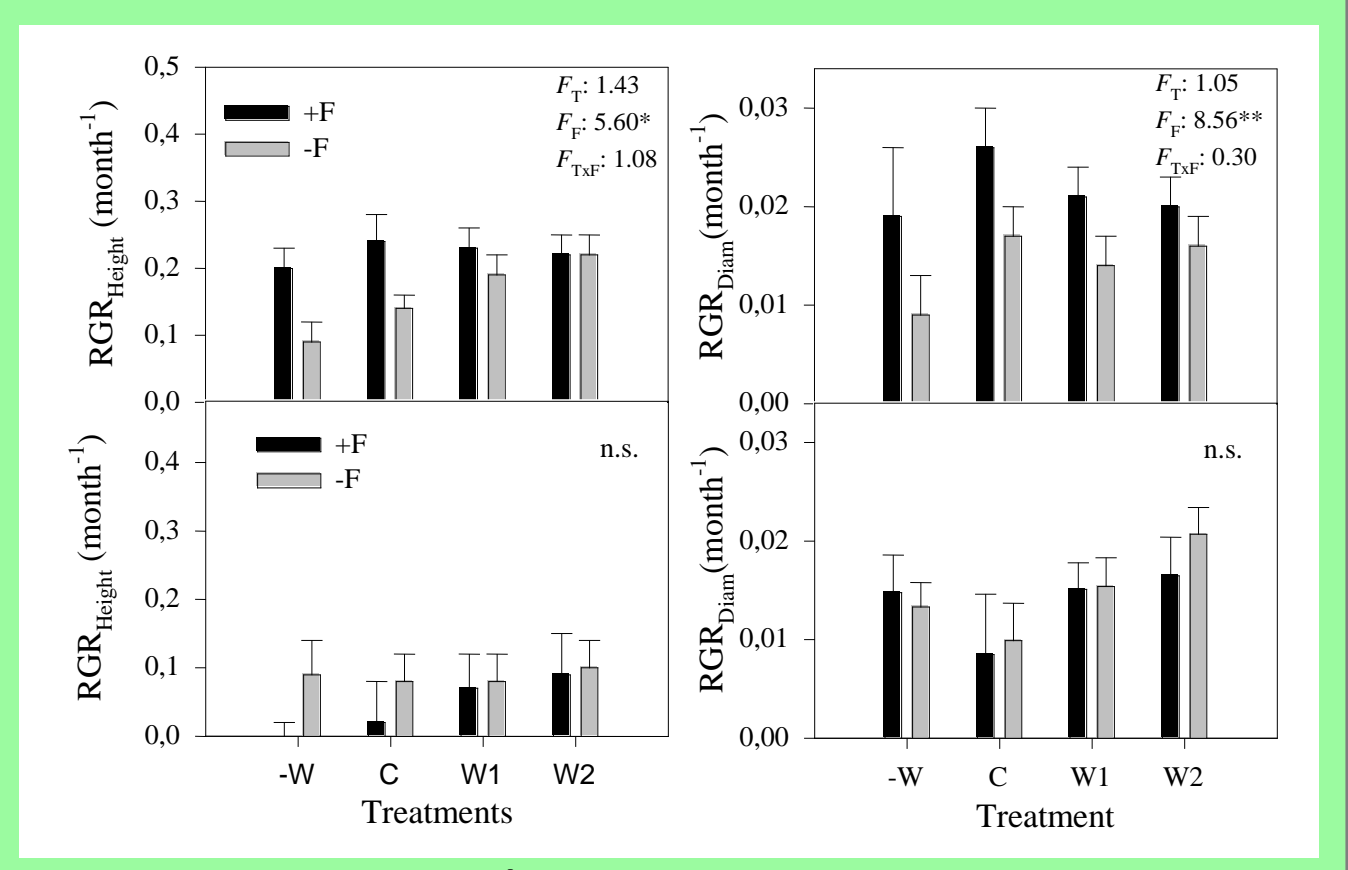 RGR_Height (month^-1)
0,5
0,4
0,3
0,2
0,1
0,0
+F
-F
F_T: 1.43
F_F: 5.60*
F_TxF: 1.08
RGR_Diam (month^-1)
0,03
0,02
0,01
0,00
F_T: 1.05
F_F: 8.56**
F_TxF: 0.30
RGR_Height (month^-1)
0,4
0,3
0,2
0,1
0,0
+F
-F
n.s.
-W C W1 W2
Treatments
RGR_Diam (month^-1)
0,03
0,02
0,01
0,00
n.s.
-W C W1 W2
Treatment